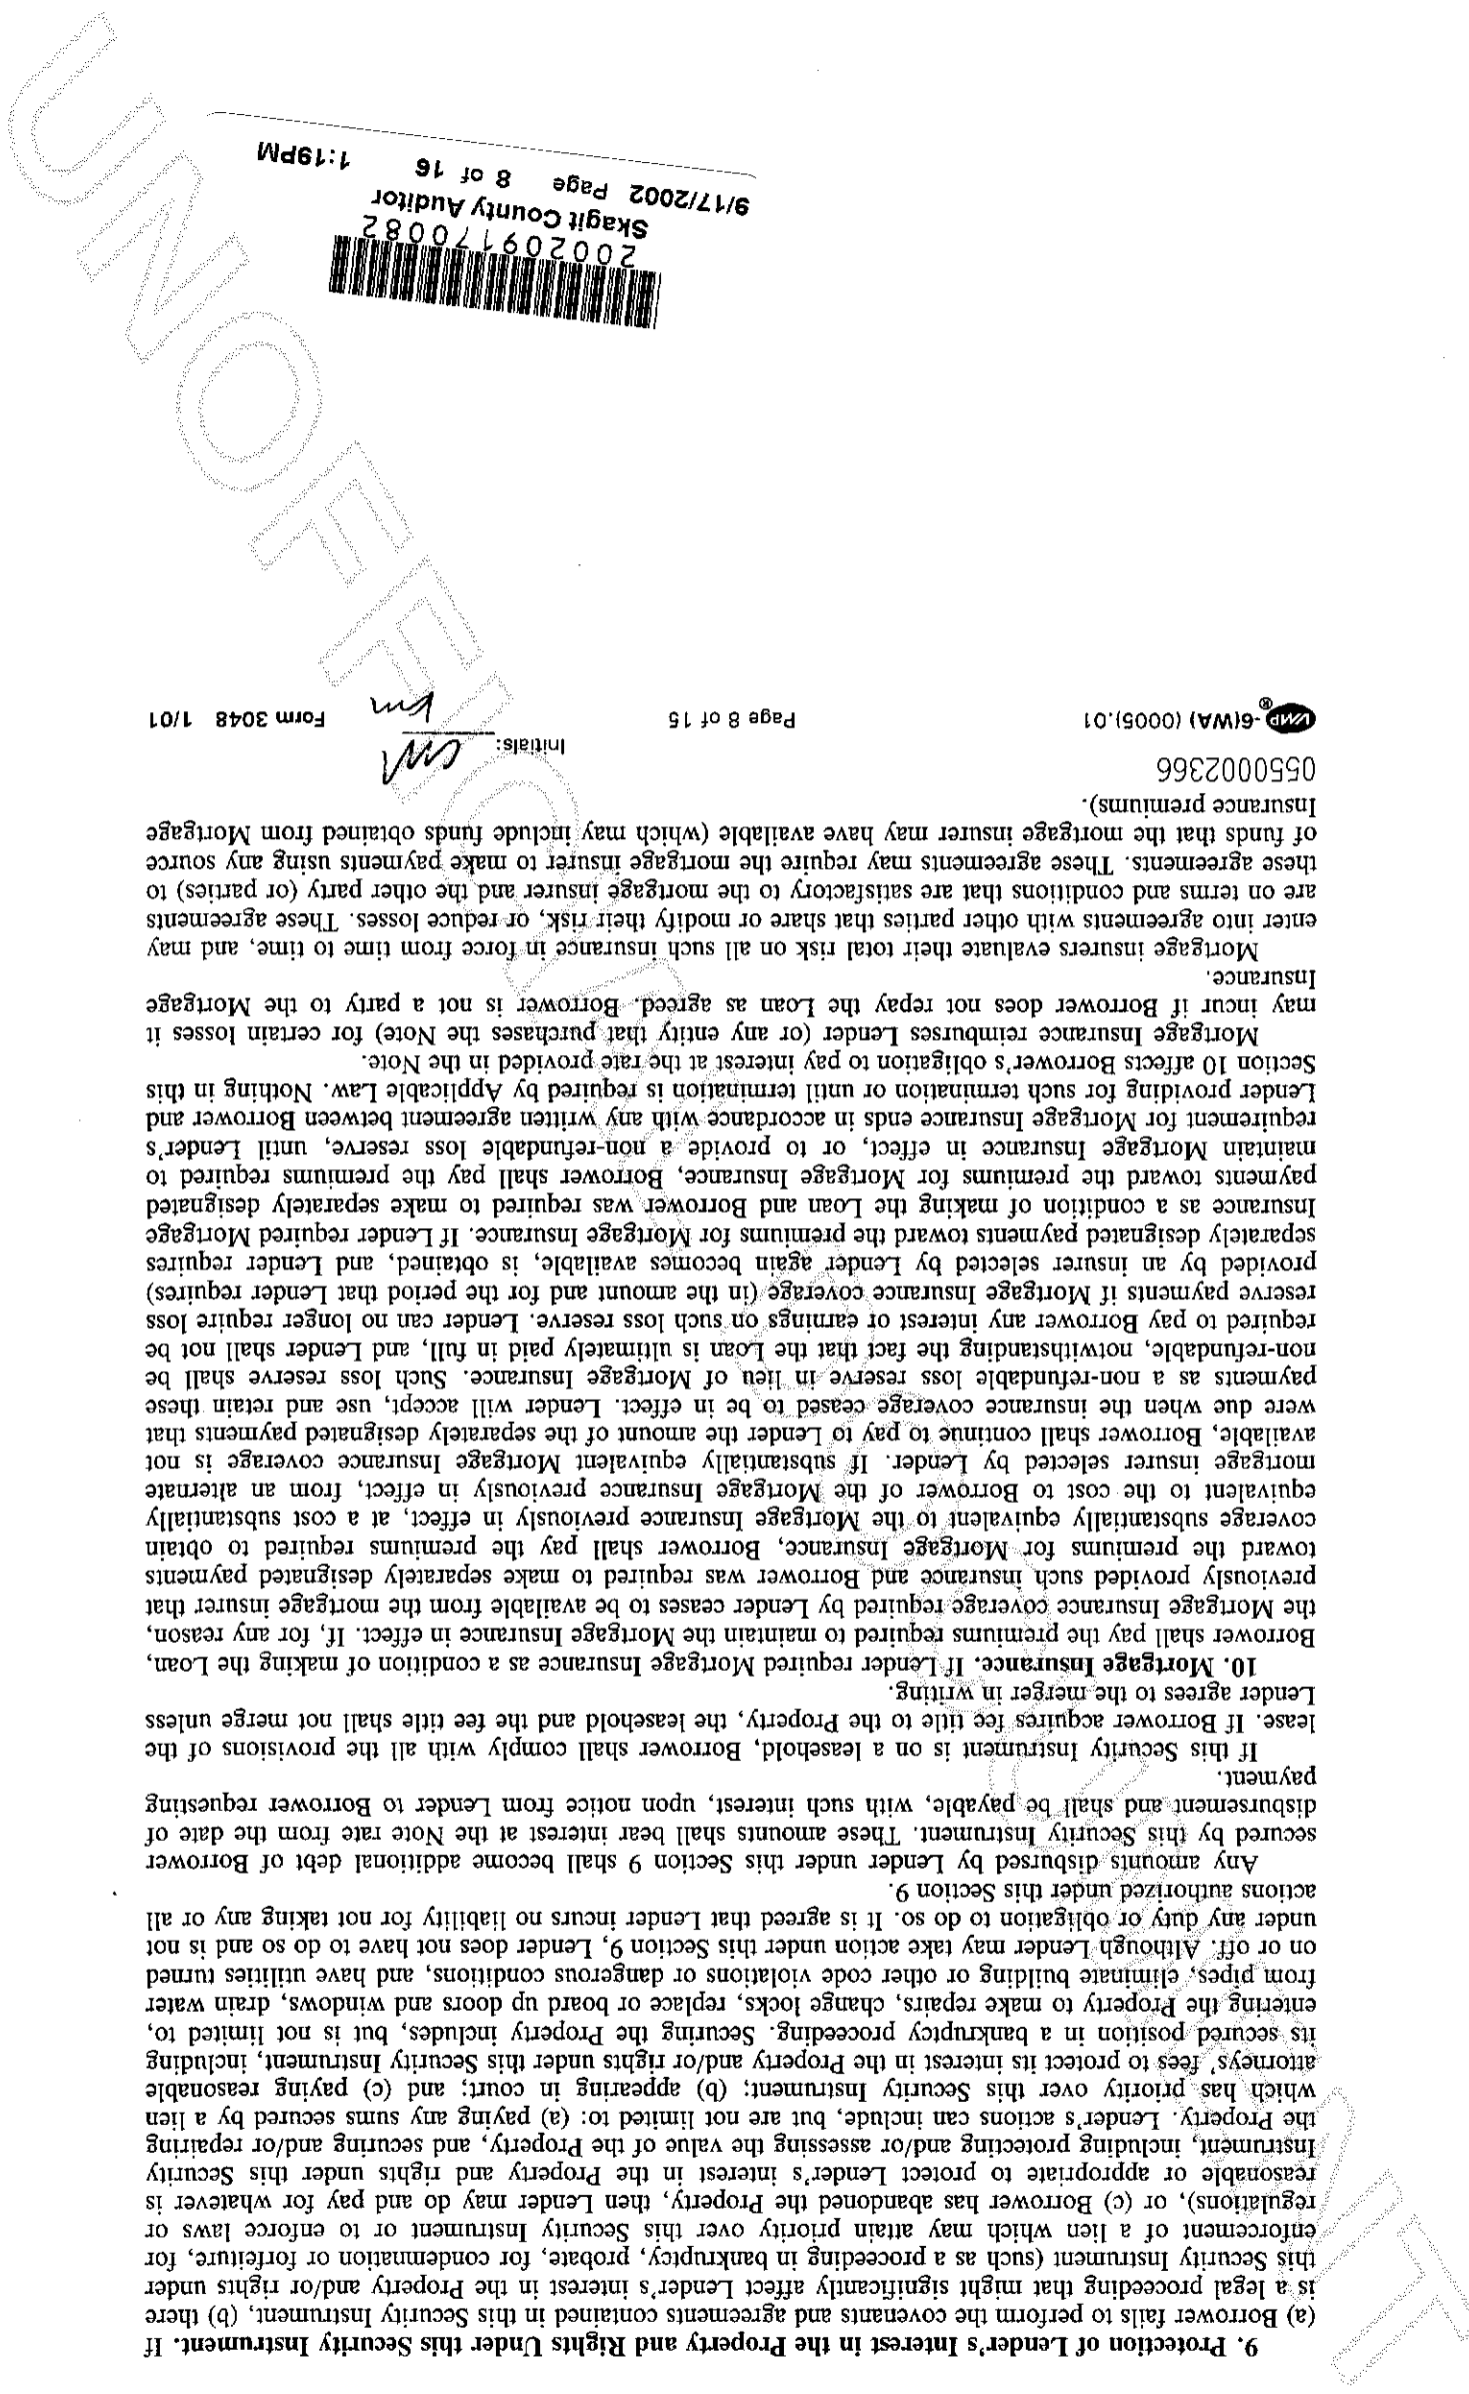 9. Protection of Lender's Interest in the Property and Rights Under this Security Instrument. If
(a) Borrower fails to perform the covenants and agreements contained in this Security Instrument, (b) there
is a legal proceeding that might significantly affect Lender's interest in the Property and/or rights under
this Security Instrument (such as a proceeding in bankruptcy, probate, for condemnation or forfeiture, for
enforcement of a lien which may attain priority over this Security Instrument or to enforce laws or
regulations), or (c) Borrower has abandoned the Property, then Lender may do and pay for whatever is
reasonable or appropriate to protect Lender's interest in the Property and rights under this Security
Instrument, including protecting and/or assessing the value of the Property, and securing and/or repairing
the Property. Lender's actions can include, but are not limited to: (a) paying any sums secured by a lien
which has priority over this Security Instrument; (b) appearing in court; and (c) paying reasonable
attorneys' fees to protect its interest in the Property and/or rights under this Security Instrument, including
its secured position in a bankruptcy proceeding. Securing the Property includes, but is not limited to,
entering the Property to make repairs, change locks, replace or board up doors and windows, drain water
from pipes, eliminate building or other code violations or dangerous conditions, and have utilities turned
on or off. Although Lender may take action under this Section 9, Lender does not have to do so and is not
under any duty or obligation to do so. It is agreed that Lender incurs no liability for not taking any or all
actions authorized under this Section 9.
Any amounts disbursed by Lender under this Section 9 shall become additional debt of Borrower
secured by this Security Instrument. These amounts shall bear interest at the Note rate from the date of
disbursement and shall be payable, with such interest, upon notice from Lender to Borrower requesting
payment.
If this Security Instrument is on a leasehold, Borrower shall comply with all the provisions of the
lease. If Borrower acquires fee title to the Property, the leasehold and the fee title shall not merge unless
Lender agrees to the merger in writing.
10. Mortgage Insurance. If Lender required Mortgage Insurance as a condition of making the Loan,
Borrower shall pay the premiums required to maintain the Mortgage Insurance in effect. If, for any reason,
the Mortgage Insurance coverage required by Lender ceases to be available from the mortgage insurer that
previously provided such insurance and Borrower was required to make separately designated payments
toward the premiums for Mortgage Insurance, Borrower shall pay the premiums required to obtain
coverage substantially equivalent to the Mortgage Insurance previously in effect, at a cost substantially
equivalent to the cost to Borrower of the Mortgage Insurance previously in effect, from an alternate
mortgage insurer selected by Lender. If substantially equivalent Mortgage Insurance coverage is not
available, Borrower shall continue to pay to Lender the amount of the separately designated payments that
were due when the insurance coverage ceased to be in effect. Lender will accept, use and retain these
payments as a non-refundable loss reserve in lieu of Mortgage Insurance. Such loss reserve shall be
non-refundable, notwithstanding the fact that the Loan is ultimately paid in full, and Lender shall not be
required to pay Borrower any interest or earnings on such loss reserve. Lender can no longer require loss
reserve payments if Mortgage Insurance coverage (in the amount and for the period that Lender requires)
provided by an insurer selected by Lender again becomes available, is obtained, and Lender requires
separately designated payments toward the premiums for Mortgage Insurance. If Lender required Mortgage
Insurance as a condition of making the Loan and Borrower was required to make separately designated
payments toward the premiums for Mortgage Insurance, Borrower shall pay the premiums required to
maintain Mortgage Insurance in effect, or to provide a non-refundable loss reserve, until Lender's
requirement for Mortgage Insurance ends in accordance with any written agreement between Borrower and
Lender providing for such termination or until termination is required by Applicable Law. Nothing in this
Section 10 affects Borrower's obligation to pay interest at the rate provided in the Note.
Mortgage Insurance reimburses Lender (or any entity that purchases the Note) for certain losses it
may incur if Borrower does not repay the Loan as agreed. Borrower is not a party to the Mortgage
Insurance.
Mortgage insurers evaluate their total risk on all such insurance in force from time to time, and may
enter into agreements with other parties that share or modify their risk, or reduce losses. These agreements
are on terms and conditions that are satisfactory to the mortgage insurer and the other party (or parties) to
these agreements. These agreements may require the mortgage insurer to make payments using any source
of funds that the mortgage insurer may have available (which may include funds obtained from Mortgage
Insurance premiums).
0550002366
Initials:
VMP®-6(WA) (0005).01 Page 8 of 15 Form 3048 1/01
200209170082
Skagit County Auditor
9/17/2002 Page 8 of 16 1:19PM
UNOFFICIAL DOCUMENT